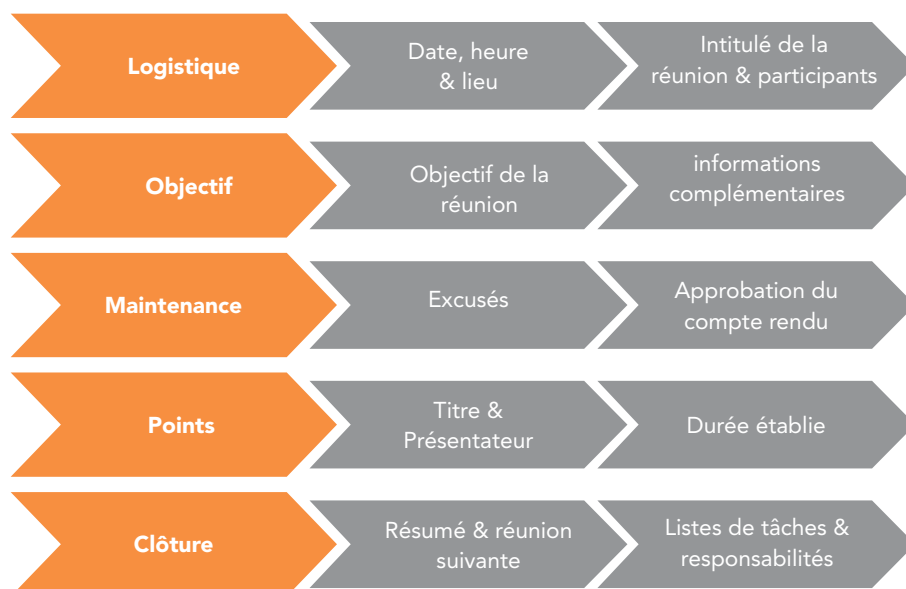 Logistique
Date, heure
& lieu
Intitulé de la
réunion & participants
Objectif
Objectif de la
réunion
informations
complémentaires
Maintenance
Excusés
Approbation du
compte rendu
Points
Titre &
Présentateur
Durée établie
Clôture
Résumé & réunion
suivante
Listes de tâches &
responsabilités